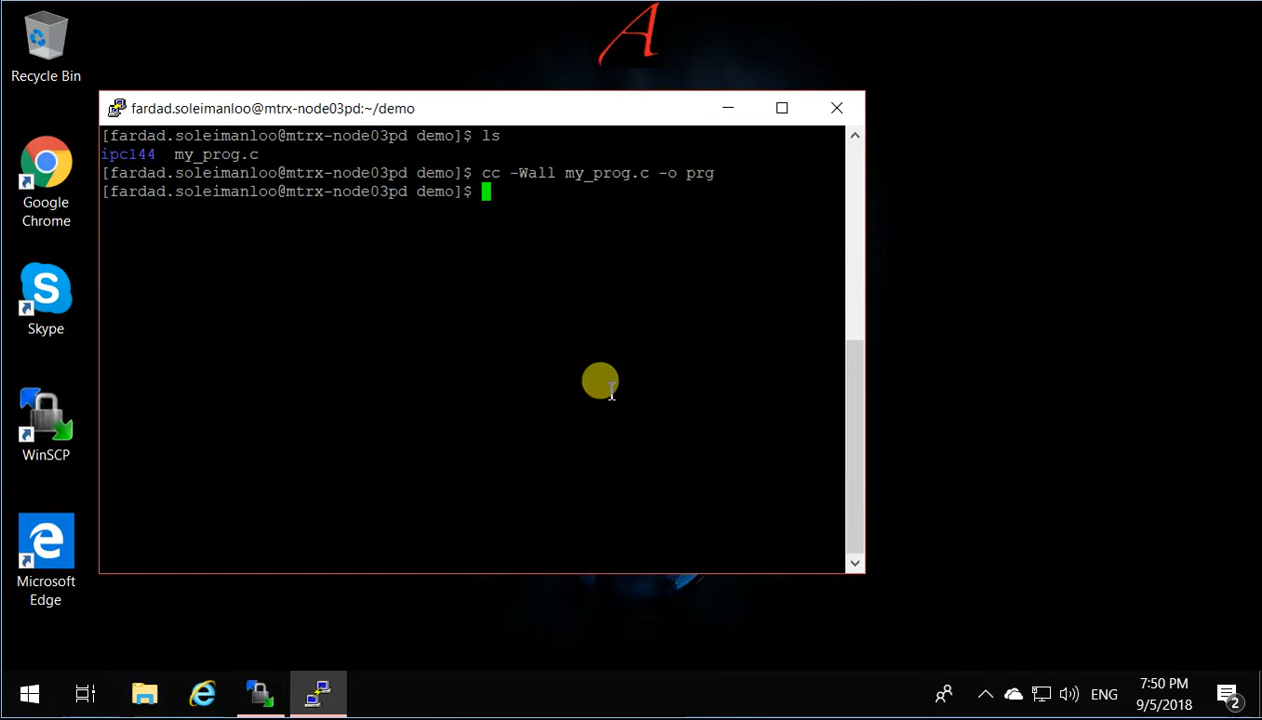 A
Recycle Bin
Google
Chrome
Skype
WinSCP
Microsoft
Edge
fardad.soleimanloo@mtrx-node03pd:~/demo
[fardad.soleimanloo@mtrx-node03pd demo]$ ls
ipc144  my_prog.c
[fardad.soleimanloo@mtrx-node03pd demo]$ cc -Wall my_prog.c -o prg
[fardad.soleimanloo@mtrx-node03pd demo]$
ENG
7:50 PM
9/5/2018
2